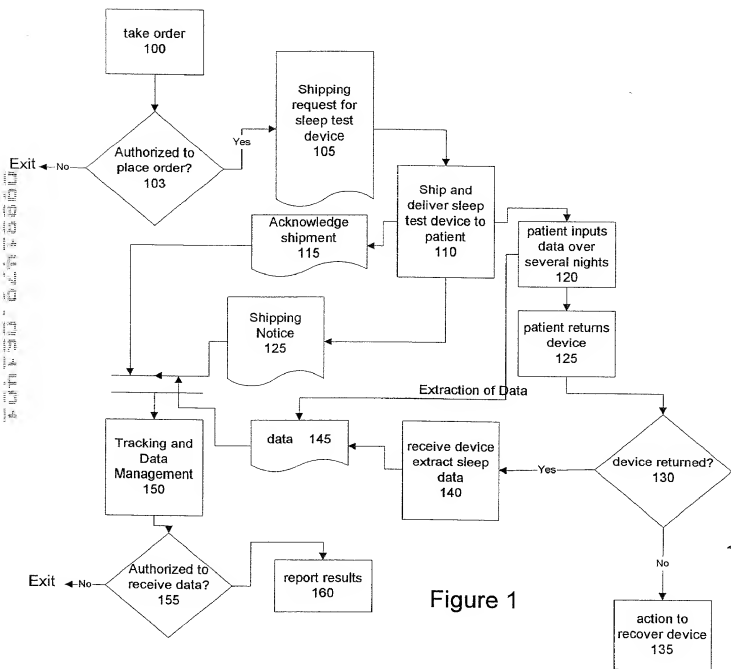 take order
100
Authorized to
place order?
103
Exit
No
Yes
Shipping
request for
sleep test
device
105
Ship and
deliver sleep
test device to
patient
110
Acknowledge
shipment
115
patient inputs
data over
several nights
120
Shipping
Notice
125
patient returns
device
125
Extraction of Data
Tracking and
Data
Management
150
data 145
receive device
extract sleep
data
140
Yes
device returned?
130
No
Authorized to
receive data?
155
Exit
No
report results
160
Figure 1
action to
recover device
135